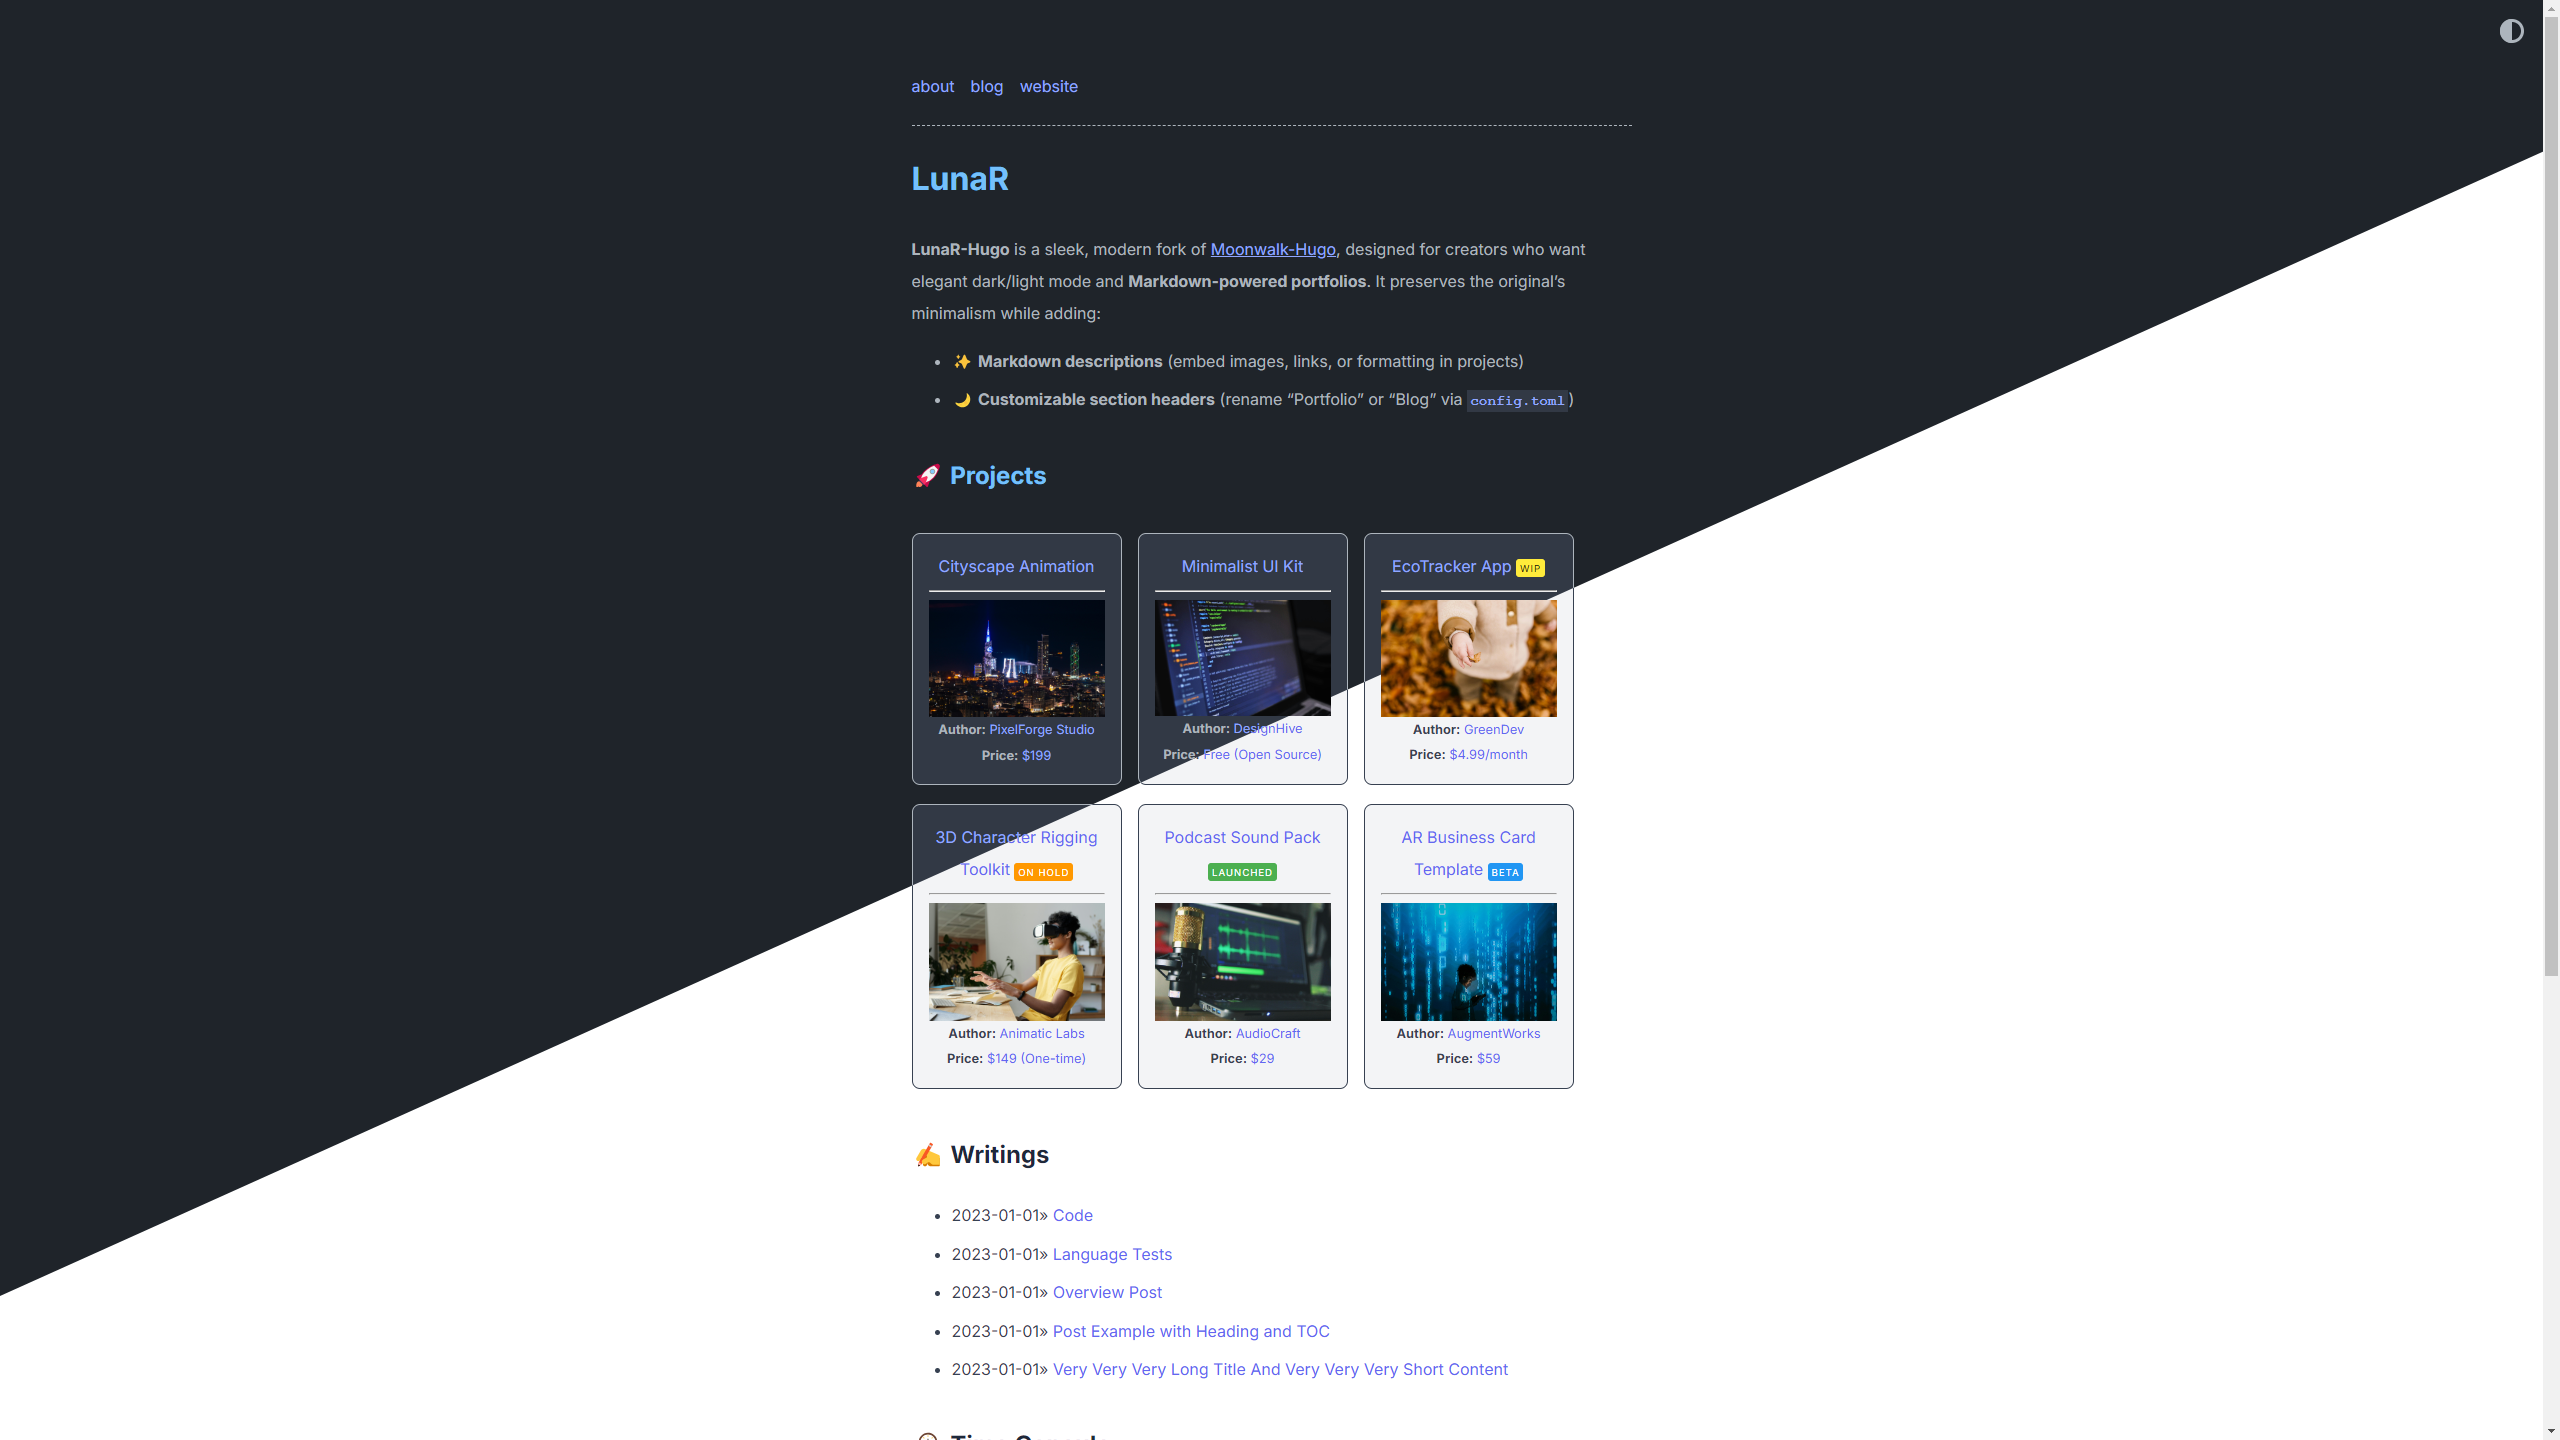 about blog website
LunaR
LunaR-Hugo is a sleek, modern fork of Moonwalk-Hugo, designed for creators who want
elegant dark/light mode and Markdown-powered portfolios. It preserves the original’s
minimalism while adding:
• ✨ Markdown descriptions (embed images, links, or formatting in projects)
• 🌙 Customizable section headers (rename “Portfolio” or “Blog” via config.toml)
🚀 Projects
Cityscape Animation
Author: PixelForge Studio
Price: $199
Minimalist UI Kit
Author: DesignHive
Price: Free (Open Source)
EcoTracker App WIP
Author: GreenDev
Price: $4.99/month
3D Character Rigging
Toolkit ON HOLD
Author: Animatic Labs
Price: $149 (One-time)
Podcast Sound Pack
LAUNCHED
Author: AudioCraft
Price: $29
AR Business Card
Template BETA
Author: AugmentWorks
Price: $59
✍️ Writings
• 2023-01-01» Code
• 2023-01-01» Language Tests
• 2023-01-01» Overview Post
• 2023-01-01» Post Example with Heading and TOC
• 2023-01-01» Very Very Very Long Title And Very Very Very Short Content